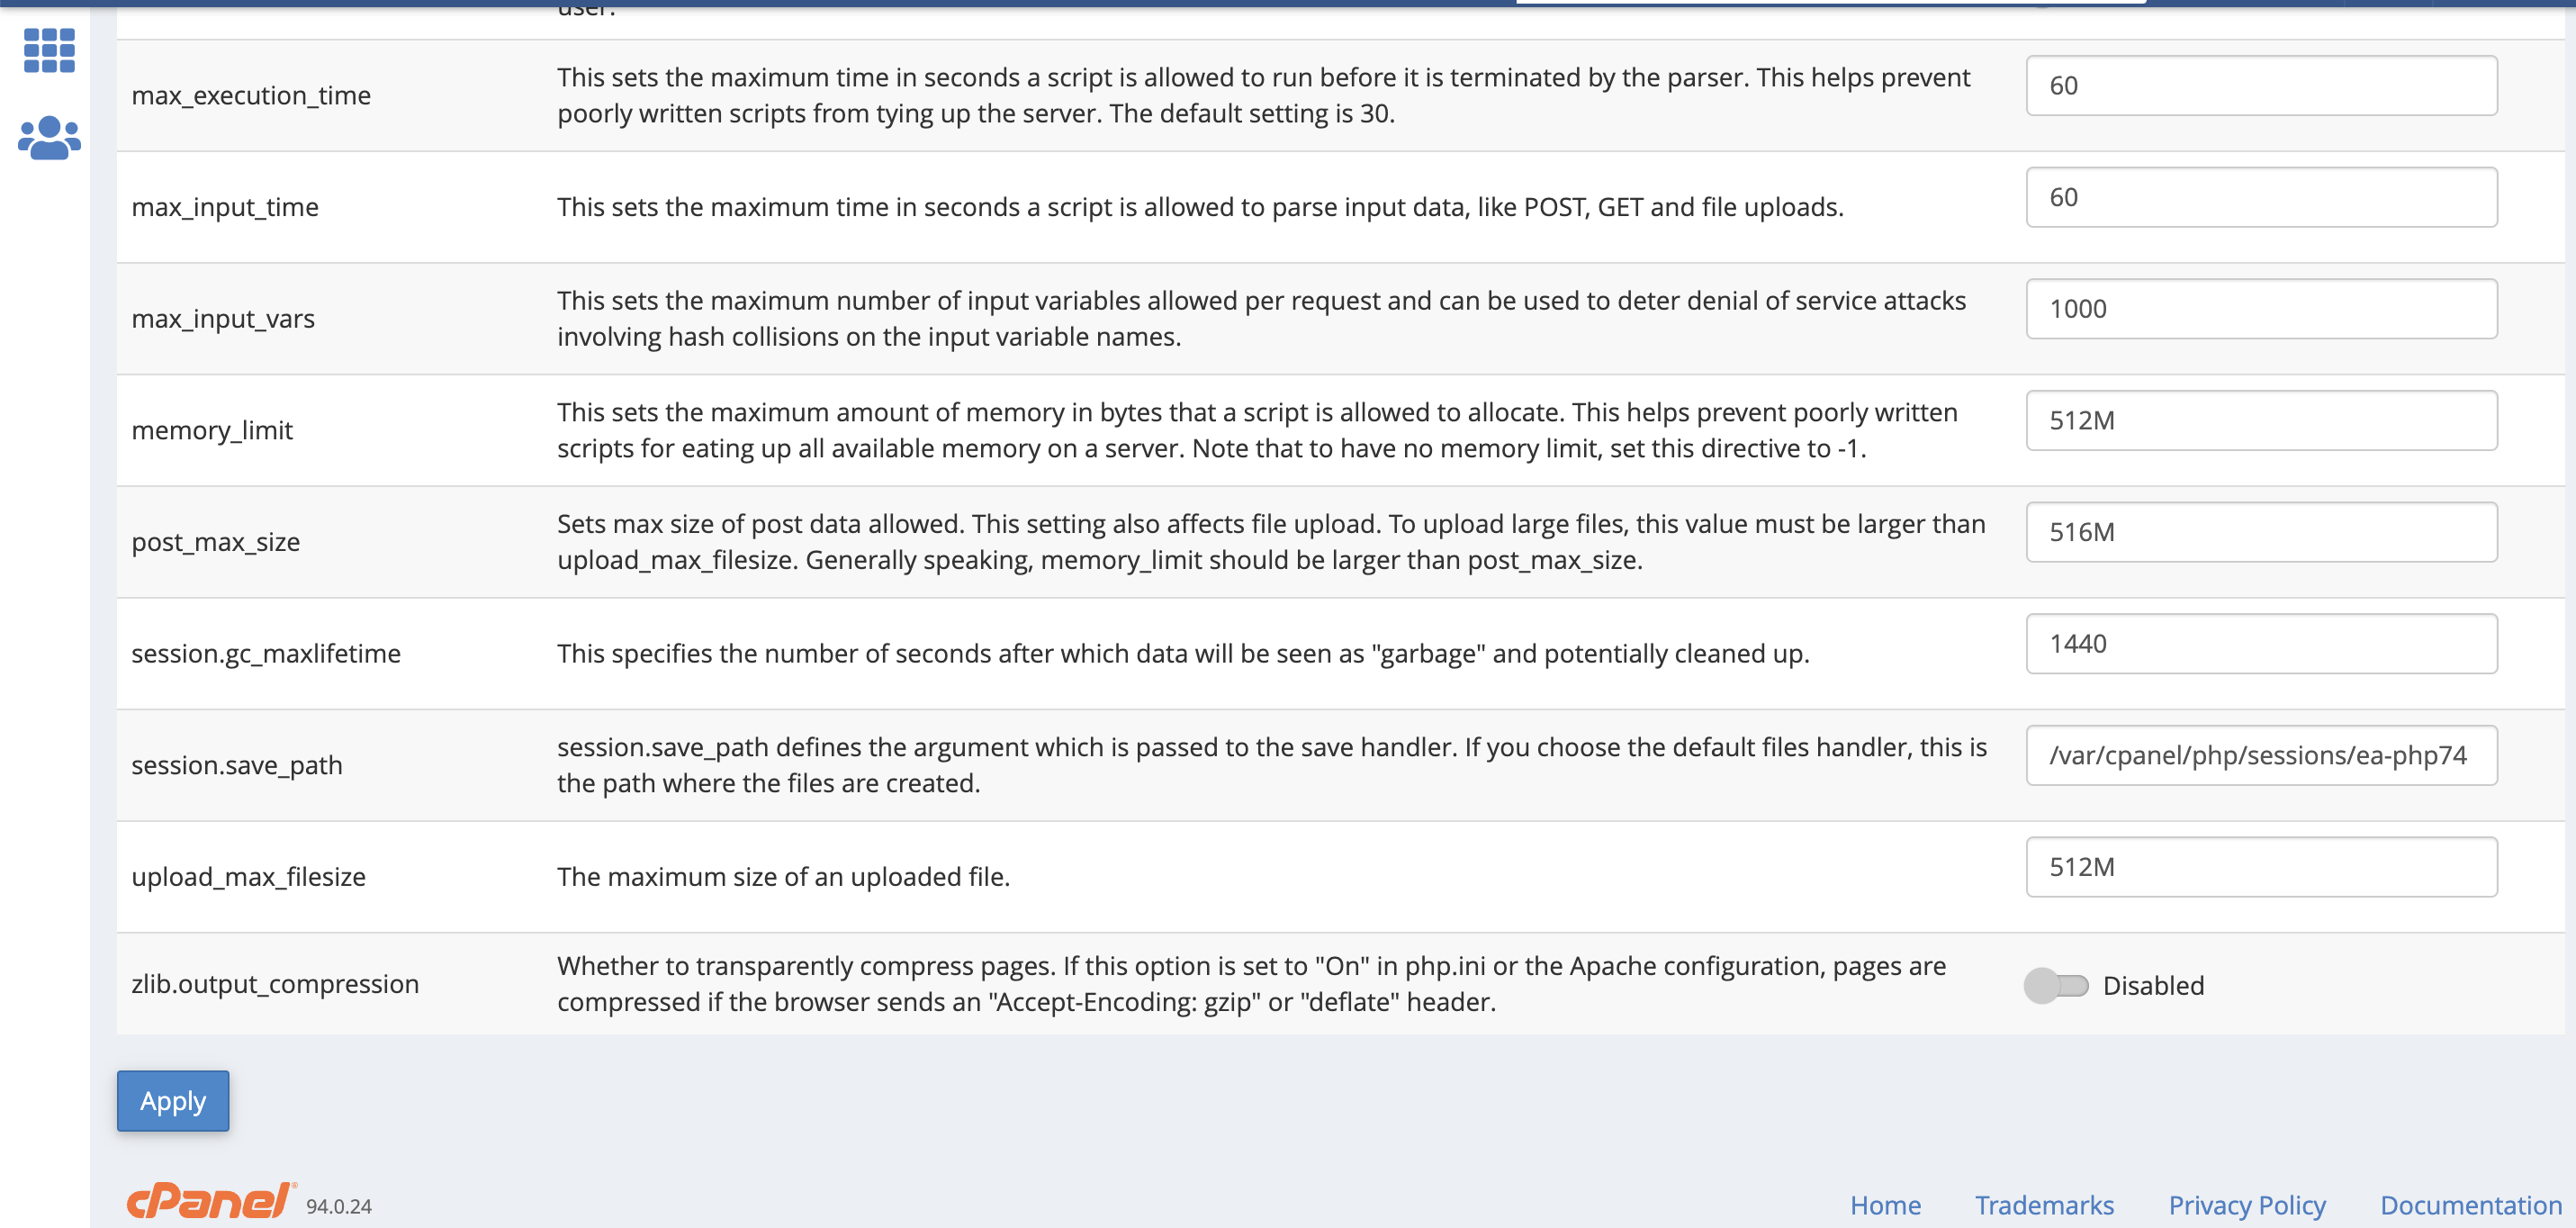 user.
max_execution_time
This sets the maximum time in seconds a script is allowed to run before it is terminated by the parser. This helps prevent
poorly written scripts from tying up the server. The default setting is 30.
60
max_input_time
This sets the maximum time in seconds a script is allowed to parse input data, like POST, GET and file uploads.
60
max_input_vars
This sets the maximum number of input variables allowed per request and can be used to deter denial of service attacks
involving hash collisions on the input variable names.
1000
memory_limit
This sets the maximum amount of memory in bytes that a script is allowed to allocate. This helps prevent poorly written
scripts for eating up all available memory on a server. Note that to have no memory limit, set this directive to -1.
512M
post_max_size
Sets max size of post data allowed. This setting also affects file upload. To upload large files, this value must be larger than
upload_max_filesize. Generally speaking, memory_limit should be larger than post_max_size.
516M
session.gc_maxlifetime
This specifies the number of seconds after which data will be seen as "garbage" and potentially cleaned up.
1440
session.save_path
session.save_path defines the argument which is passed to the save handler. If you choose the default files handler, this is
the path where the files are created.
/var/cpanel/php/sessions/ea-php74
upload_max_filesize
The maximum size of an uploaded file.
512M
zlib.output_compression
Whether to transparently compress pages. If this option is set to "On" in php.ini or the Apache configuration, pages are
compressed if the browser sends an "Accept-Encoding: gzip" or "deflate" header.
Disabled
Apply
cPanel® 94.0.24
Home Trademarks Privacy Policy Documentation